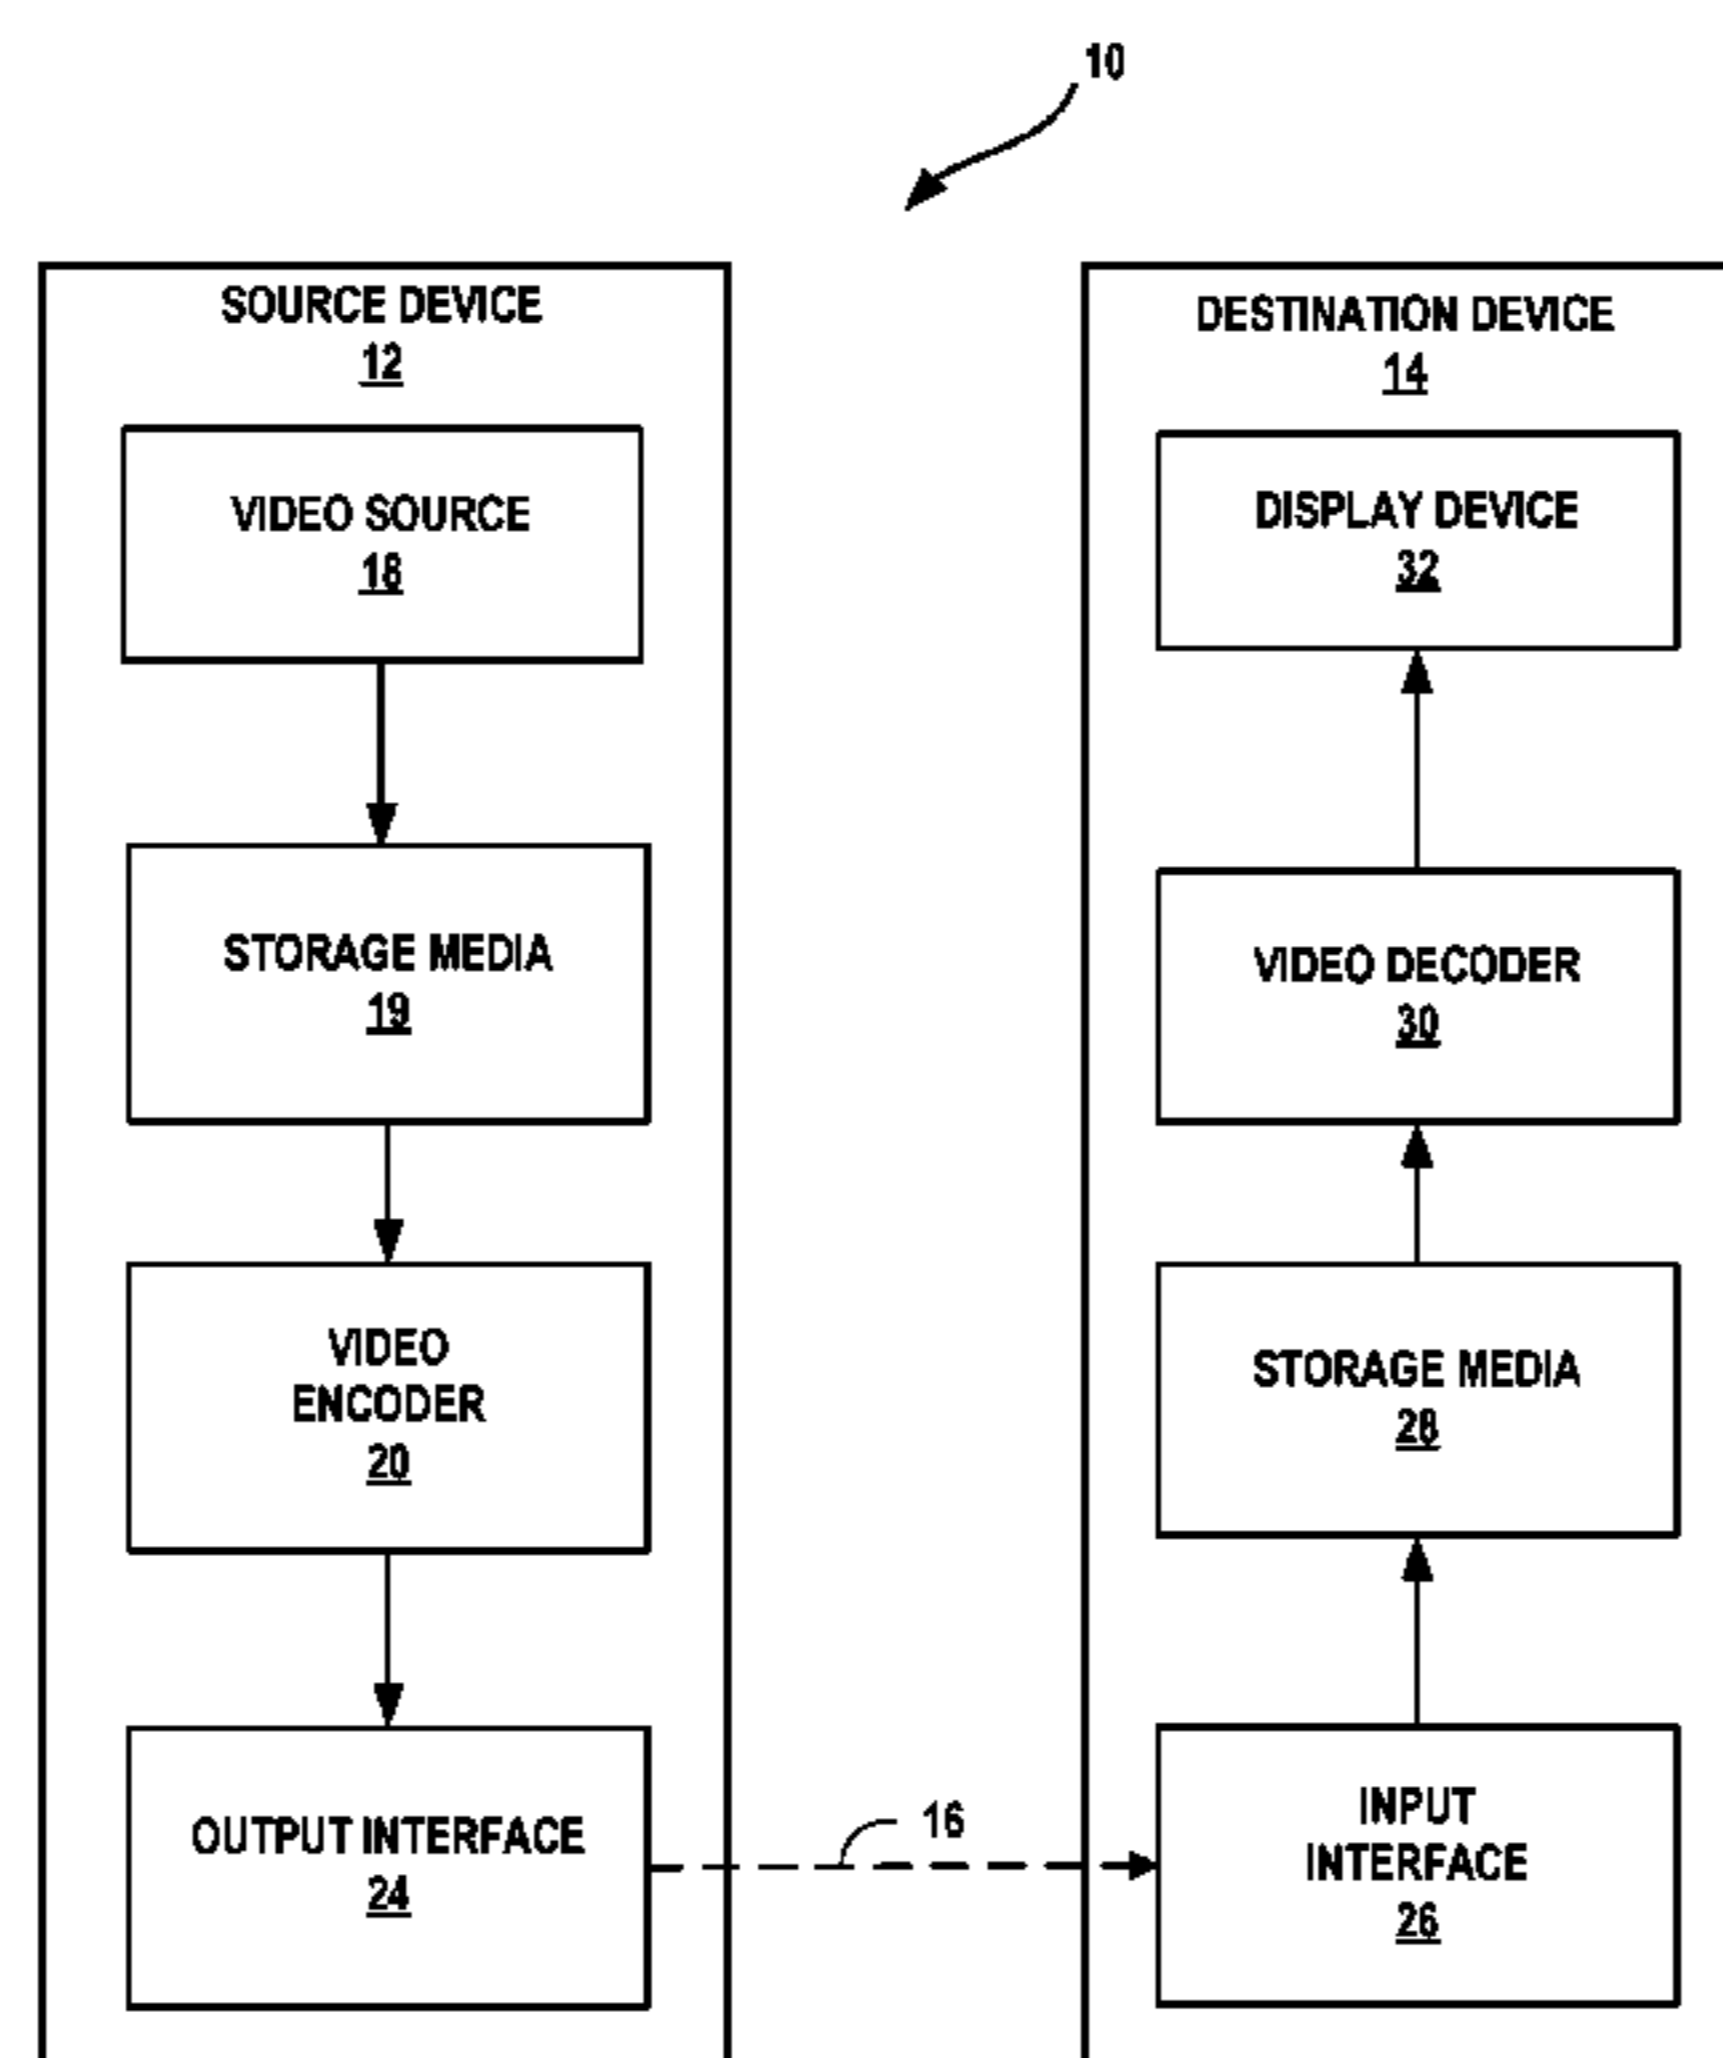 10
SOURCE DEVICE
12
VIDEO SOURCE
18
STORAGE MEDIA
19
VIDEO
ENCODER
20
OUTPUT INTERFACE
24
16
DESTINATION DEVICE
14
DISPLAY DEVICE
32
VIDEO DECODER
30
STORAGE MEDIA
28
INPUT
INTERFACE
26